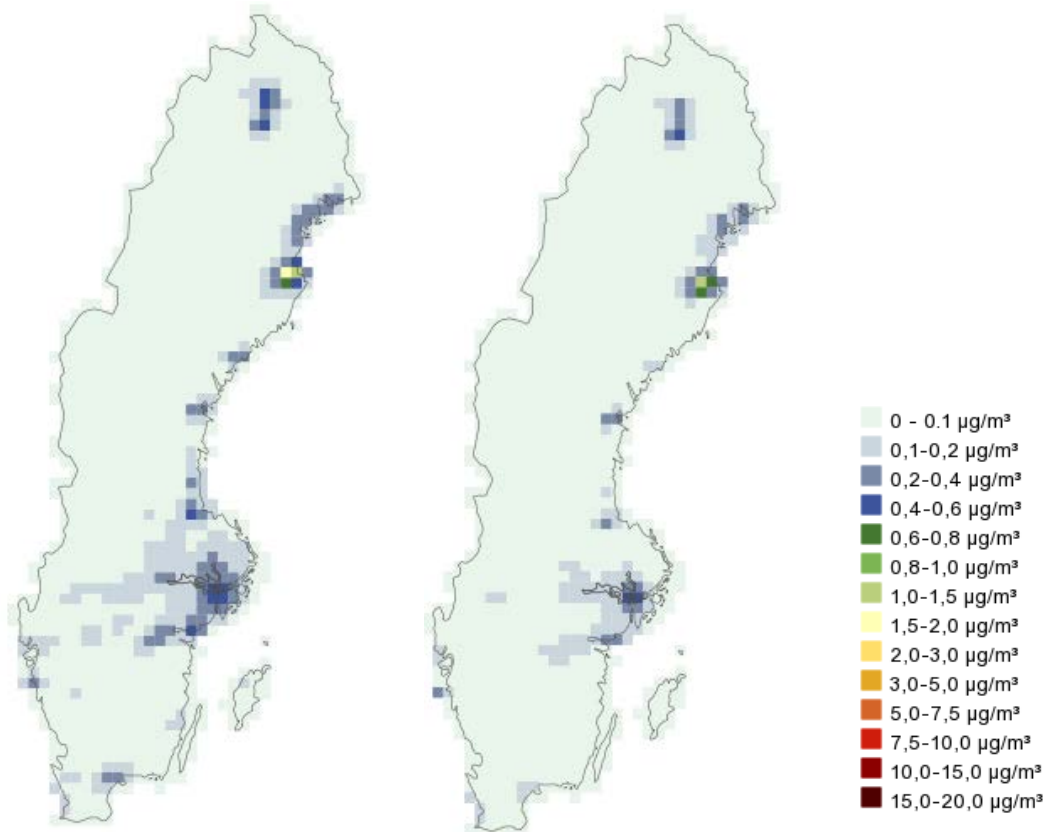 0 - 0.1 µg/m³
0,1-0,2 µg/m³
0,2-0,4 µg/m³
0,4-0,6 µg/m³
0,6-0,8 µg/m³
0,8-1,0 µg/m³
1,0-1,5 µg/m³
1,5-2,0 µg/m³
2,0-3,0 µg/m³
3,0-5,0 µg/m³
5,0-7,5 µg/m³
7,5-10,0 µg/m³
10,0-15,0 µg/m³
15,0-20,0 µg/m³